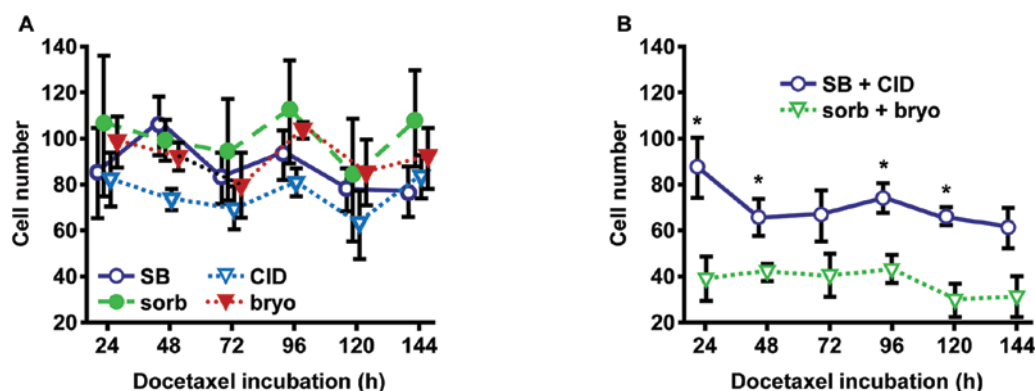 A
140
120
100
80
60
40
20
Cell number
SB
CID
sorb
bryo
24 48 72 96 120 144
Docetaxel incubation (h)
B
140
120
100
80
60
40
20
Cell number
SB + CID
sorb + bryo
*
*
*
*
24 48 72 96 120 144
Docetaxel incubation (h)